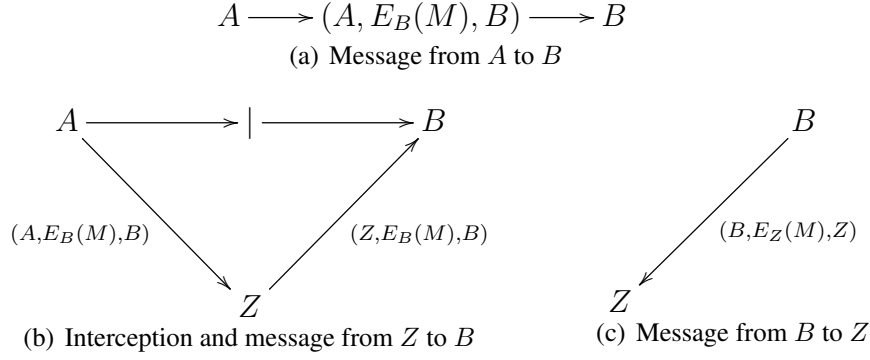 A → (A, E_B(M), B) → B
(a) Message from A to B
A | B B
(A,E_B(M),B) (Z,E_B(M),B) (B,E_Z(M),Z)
Z Z
(b) Interception and message from Z to B (c) Message from B to Z